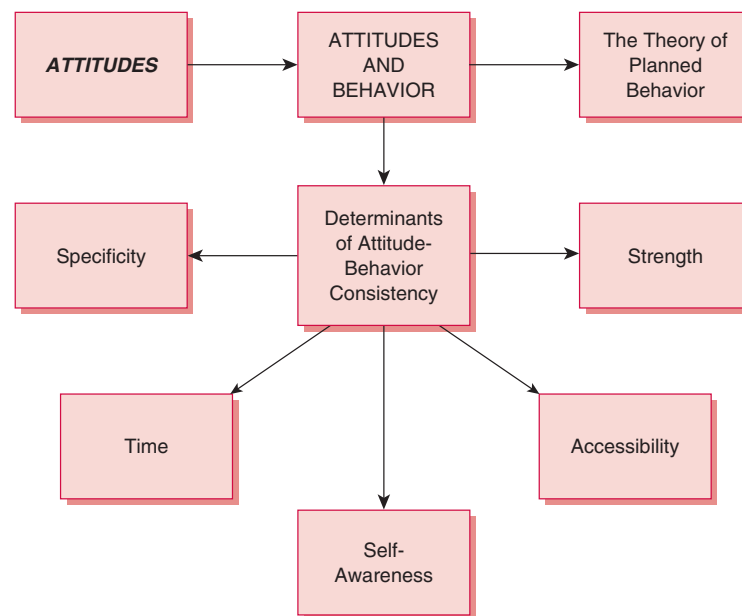 ATTITUDES
ATTITUDES
AND
BEHAVIOR
The Theory of
Planned
Behavior
Specificity
Determinants
of Attitude-
Behavior
Consistency
Strength
Time
Accessibility
Self-
Awareness